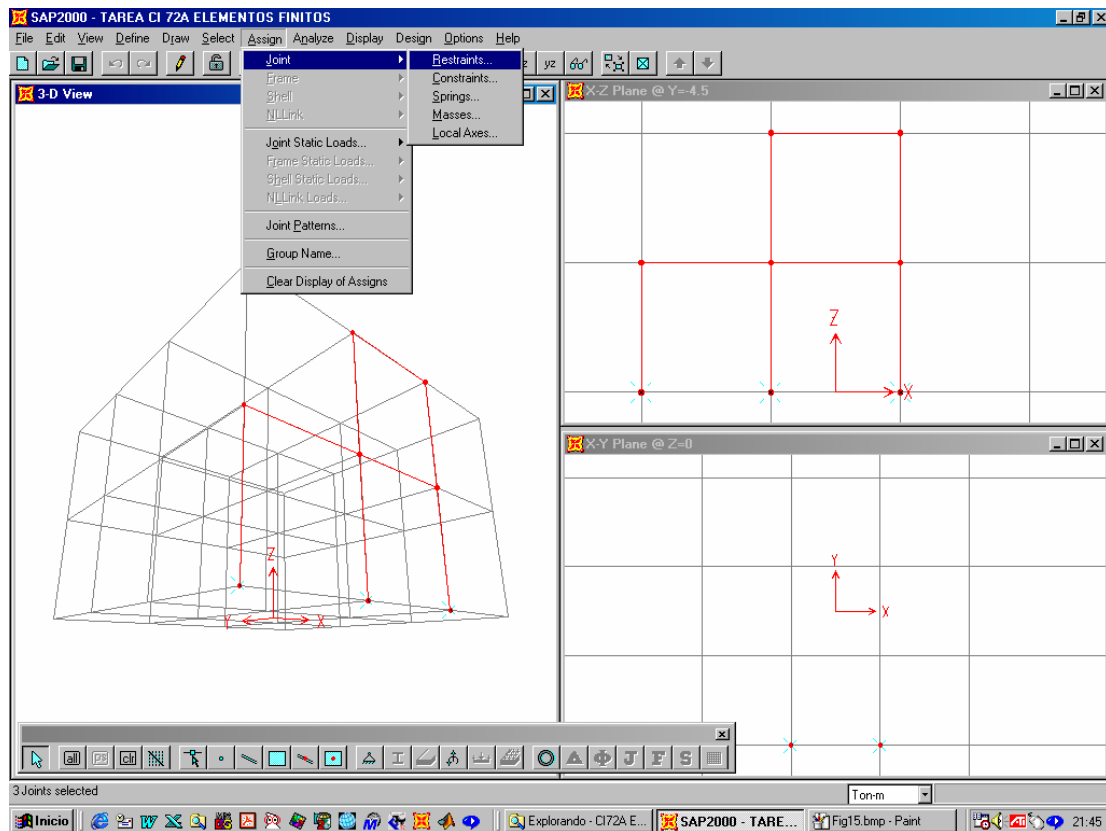 SAP2000 - TAREA CI 72A ELEMENTOS FINITOS
File Edit View Define Draw Select Assign Analyze Display Design Options Help
yz
3-D View
Joint
Frame
Shell
NLLink
Joint Static Loads...
Frame Static Loads...
Shell Static Loads...
NLLink Loads...
Joint Patterns...
Group Name...
Clear Display of Assigns
Restraints...
Constraints...
Springs...
Masses...
Local Axes...
X-Z Plane @ Y=-4.5
Z
X
X-Y Plane @ Z=0
Y
X
Z
Y
X
all ps clr
J F S
3 Joints selected
Ton-m
Inicio
Explorando - CI72A E...
SAP2000 - TARE...
Fig15.bmp - Paint
21:45